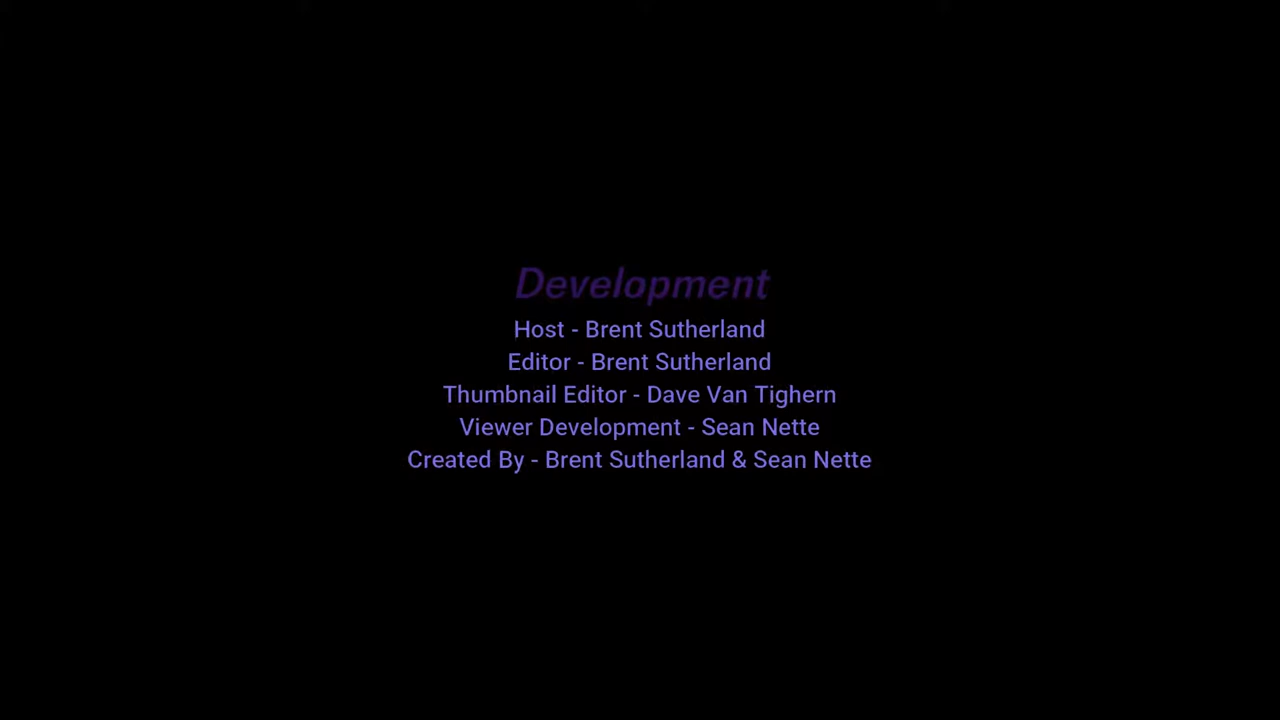 Development
Host - Brent Sutherland
Editor - Brent Sutherland
Thumbnail Editor - Dave Van Tighern
Viewer Development - Sean Nette
Created By - Brent Sutherland & Sean Nette